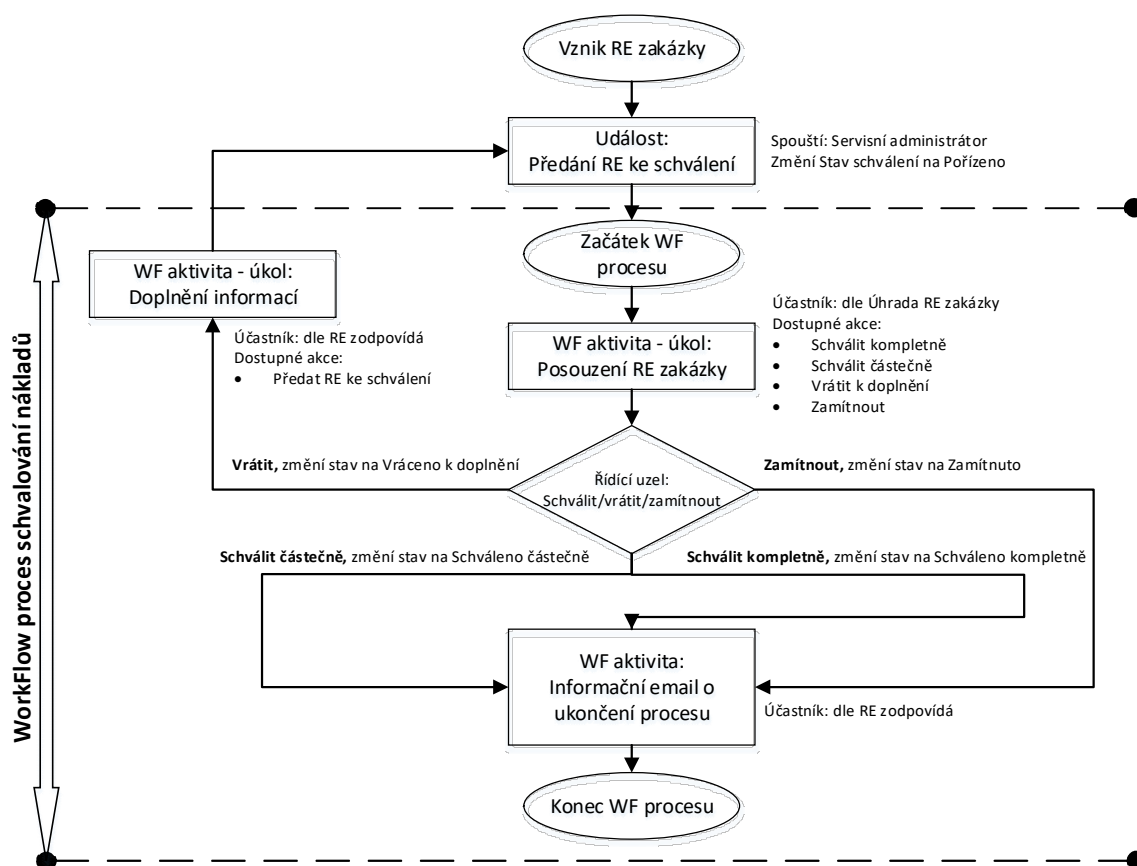 Vznik RE zakázky
Událost:
Předání RE ke schválení
Spouští: Servisní administrátor
Změní Stav schválení na Pořízeno
WorkFlow proces schvalování nákladů
Začátek WF
procesu
WF aktivita - úkol:
Doplnění informací
Účastník: dle RE zodpovídá
Dostupné akce:
• Předat RE ke schválení
WF aktivita - úkol:
Posouzení RE zakázky
Účastník: dle Úhrada RE zakázky
Dostupné akce:
• Schválit kompletně
• Schválit částečně
• Vrátit k doplnění
• Zamítnout
Vrátit, změní stav na Vráceno k doplnění
Řídící uzel:
Schválit/vrátit/zamítnout
Zamítnout, změní stav na Zamítnuto
Schválit částečně, změní stav na Schváleno částečně
Schválit kompletně, změní stav na Schváleno kompletně
WF aktivita:
Informační email o
ukončení procesu
Účastník: dle RE zodpovídá
Konec WF procesu